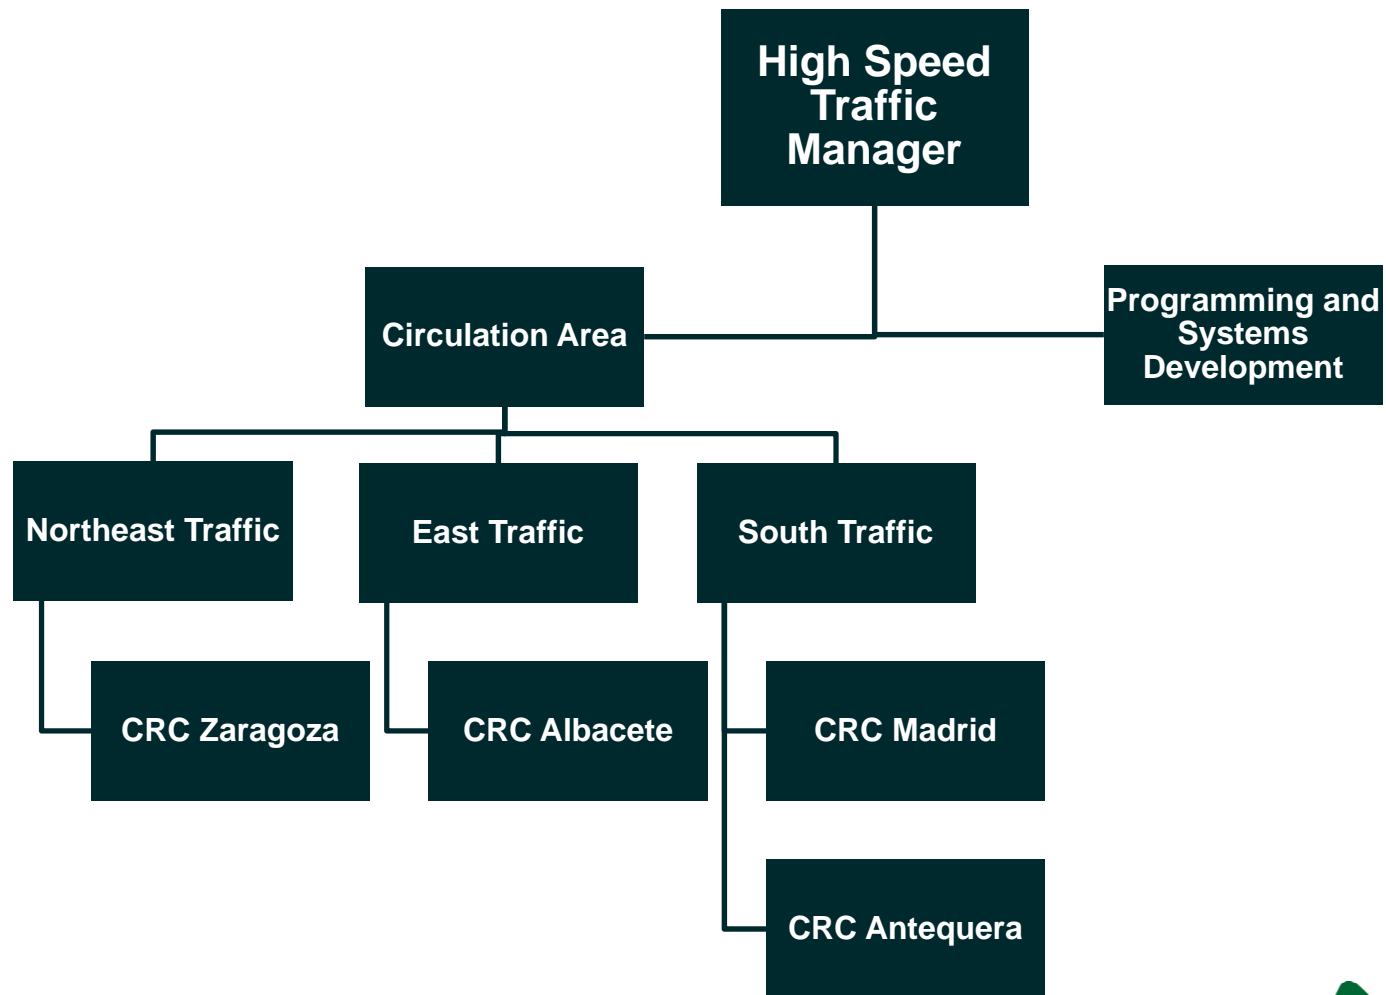 High Speed
Traffic
Manager
Circulation Area
Programming and
Systems
Development
Northeast Traffic
East Traffic
South Traffic
CRC Zaragoza
CRC Albacete
CRC Madrid
CRC Antequera